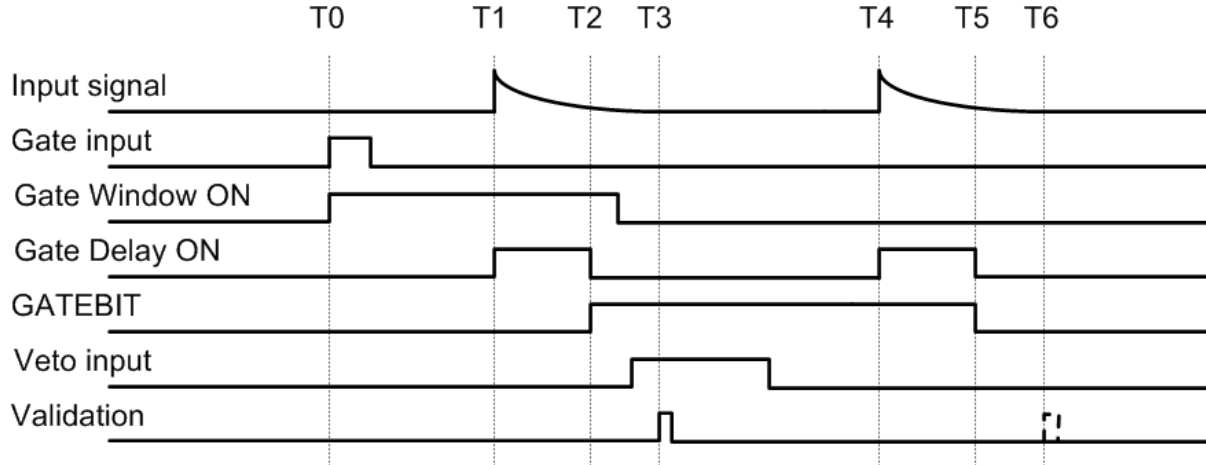 T0 T1 T2 T3 T4 T5 T6
Input signal
Gate input
Gate Window ON
Gate Delay ON
GATEBIT
Veto input
Validation